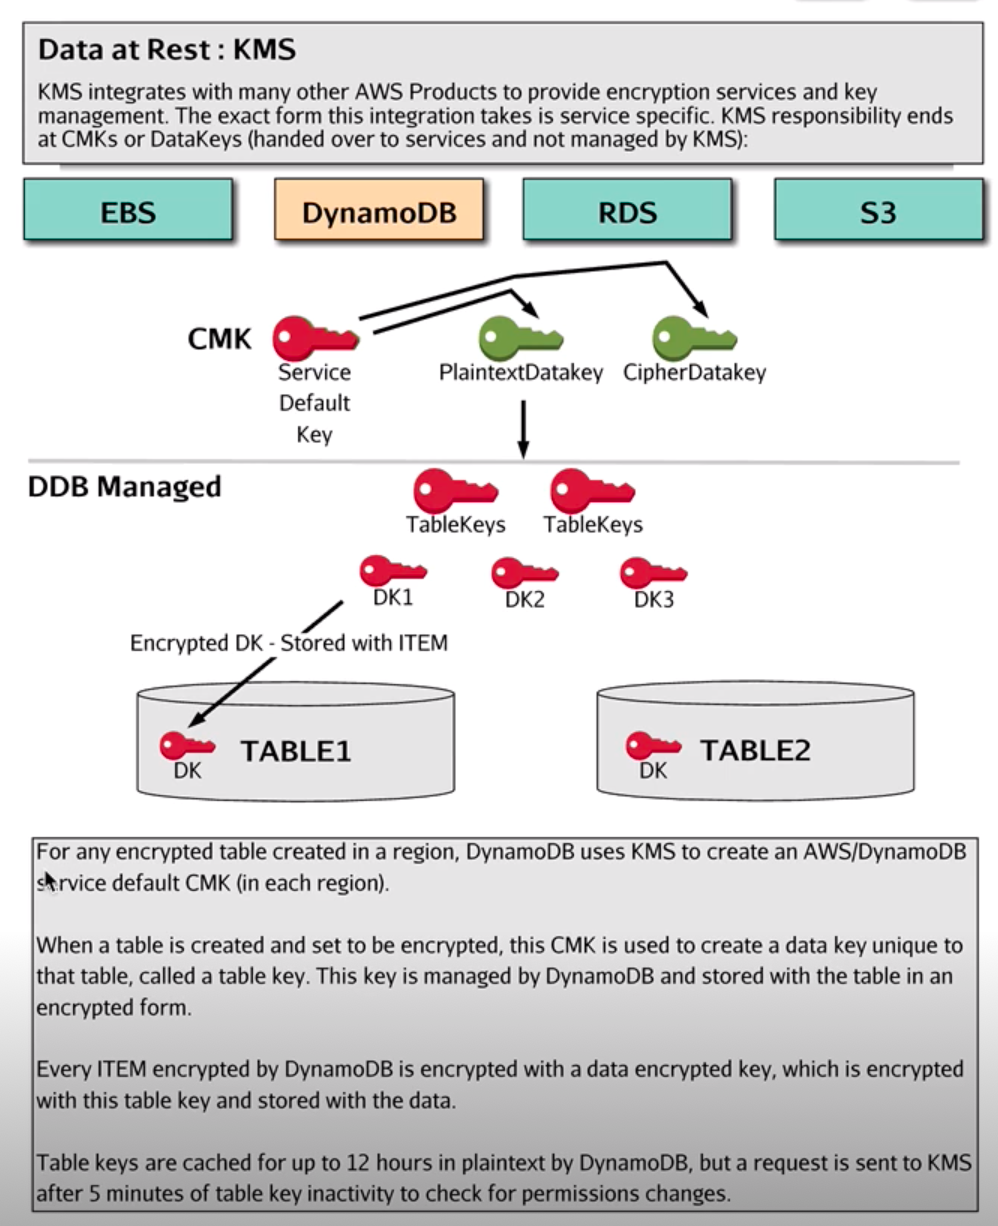 Data at Rest : KMS
KMS integrates with many other AWS Products to provide encryption services and key
management. The exact form this integration takes is service specific. KMS responsibility ends
at CMKs or DataKeys (handed over to services and not managed by KMS):
EBS
DynamoDB
RDS
S3
CMK
Service
Default
Key
PlaintextDatakey
CipherDatakey
DDB Managed
TableKeys
TableKeys
DK1
DK2
DK3
Encrypted DK - Stored with ITEM
DK
TABLE1
DK
TABLE2
For any encrypted table created in a region, DynamoDB uses KMS to create an AWS/DynamoDB
service default CMK (in each region).
When a table is created and set to be encrypted, this CMK is used to create a data key unique to
that table, called a table key. This key is managed by DynamoDB and stored with the table in an
encrypted form.
Every ITEM encrypted by DynamoDB is encrypted with a data encrypted key, which is encrypted
with this table key and stored with the data.
Table keys are cached for up to 12 hours in plaintext by DynamoDB, but a request is sent to KMS
after 5 minutes of table key inactivity to check for permissions changes.